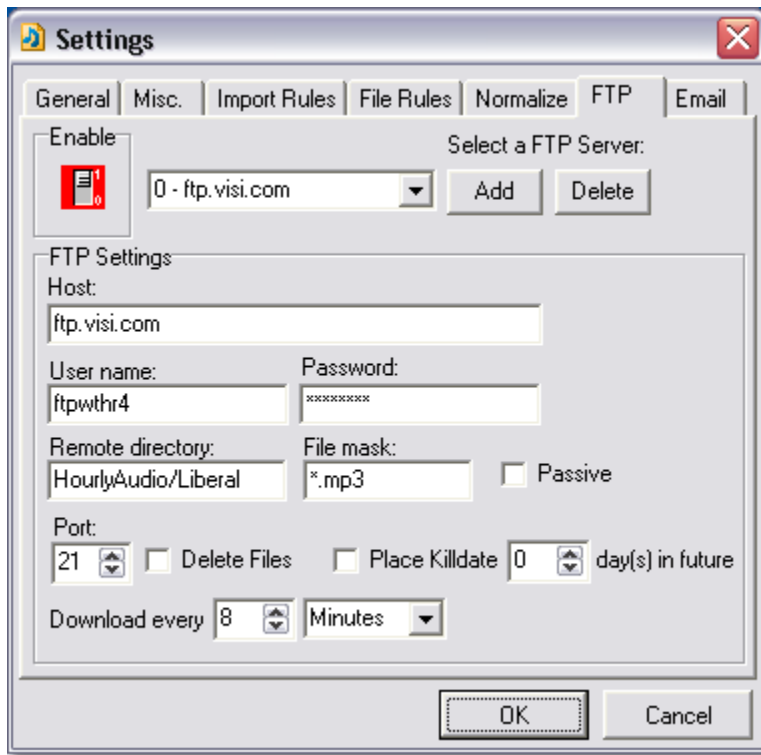 Settings
General Misc. Import Rules File Rules Normalize FTP Email
Enable
Select a FTP Server:
1
0
0 - ftp.visi.com Add Delete
FTP Settings
Host:
ftp.visi.com
User name: Password:
ftpwthr4 ********
Remote directory: File mask:
HourlyAudio/Liberal *.mp3 Passive
Port:
21 Delete Files Place Killdate 0 day(s) in future
Download every 8 Minutes
OK Cancel